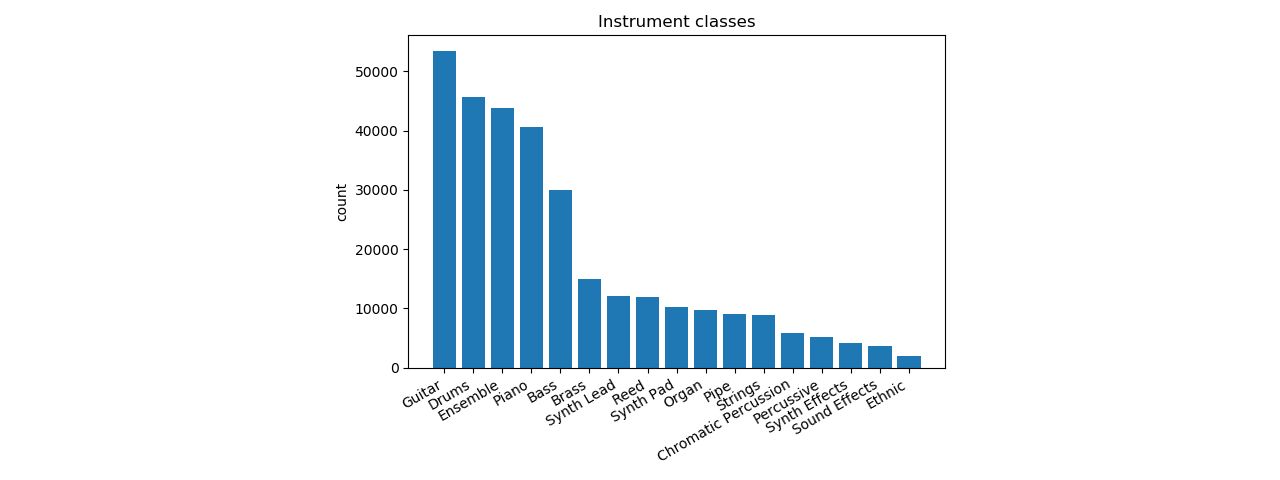 Instrument classes
50000
40000
30000
20000
10000
0
count
Guitar
Drums
Ensemble
Piano
Bass
Brass
Synth Lead
Reed
Synth Pad
Organ
Pipe
Strings
Chromatic Percussion
Percussive
Synth Effects
Sound Effects
Ethnic